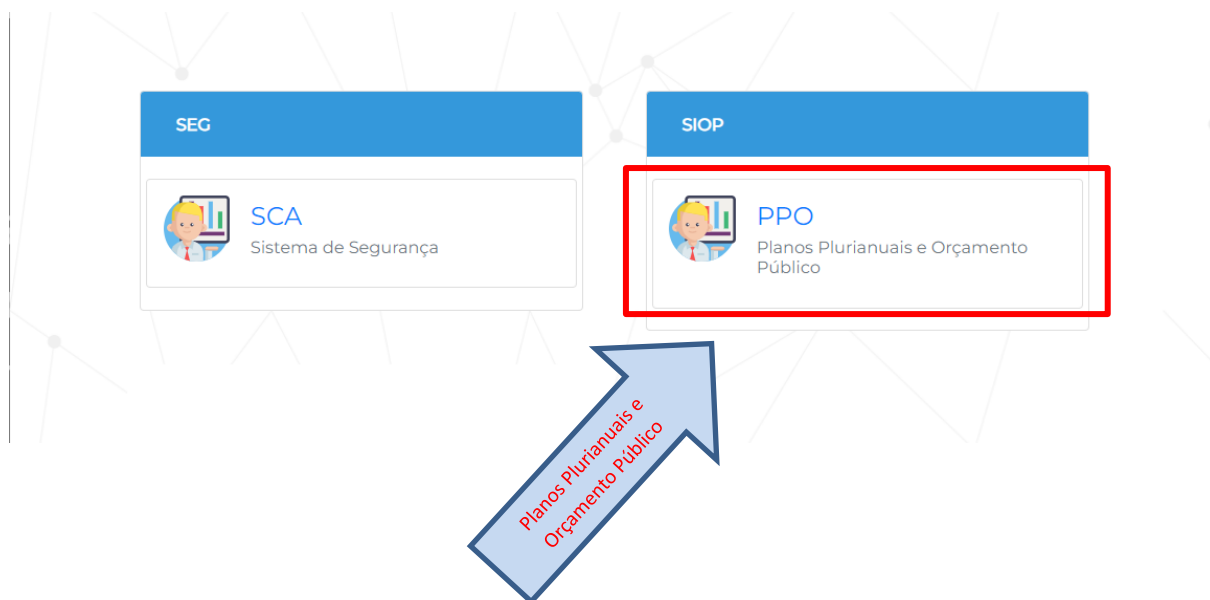 SEG
SCA
Sistema de Segurança
SIOP
PPO
Planos Plurianuais e Orçamento
Público
Planos Plurianuais e
Orçamento Público